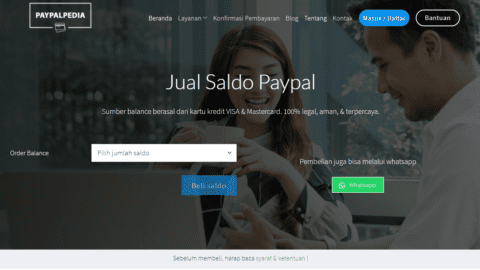 PAYPALPEDIA
Beranda Layanan Konfirmasi Pembayaran Blog Tentang Kontak Masuk / Daftar Bantuan
Jual Saldo Paypal
Sumber balance berasal dari kartu kredit VISA & Mastercard. 100% legal, aman, & terpercaya.
Order Balance
Pilih jumlah saldo
Pembelian juga bisa melalui whatsapp
Beli saldo
Whatsapp
Sebelum membeli, harap baca syarat & ketentuan |